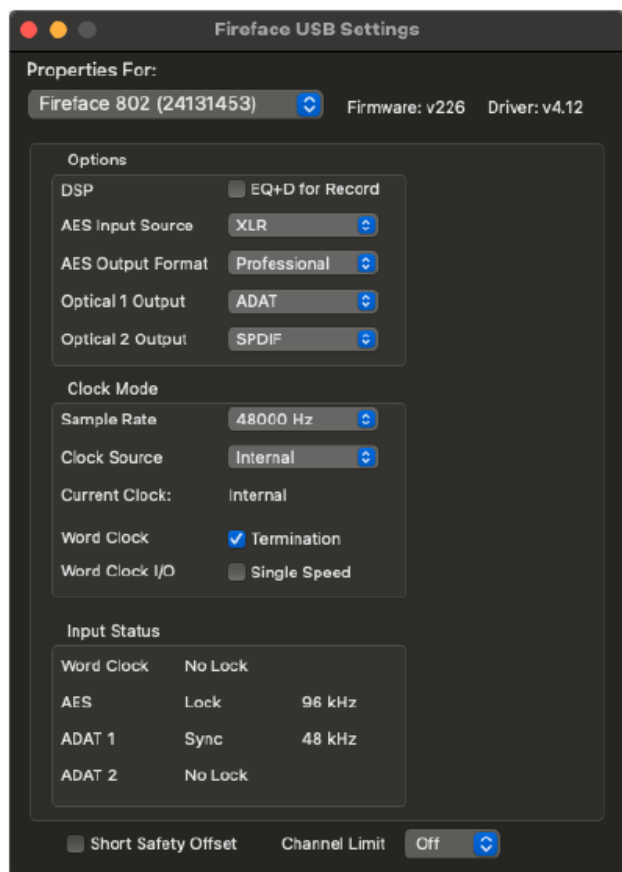 Fireface USB Settings
Properties For:
Fireface 802 (24131453) Firmware: v226 Driver: v4.12
Options
DSP EQ+D for Record
AES Input Source XLR
AES Output Format Professional
Optical 1 Output ADAT
Optical 2 Output SPDIF
Clock Mode
Sample Rate 48000 Hz
Clock Source Internal
Current Clock: Internal
Word Clock Termination
Word Clock I/O Single Speed
Input Status
Word Clock No Lock
AES Lock 96 kHz
ADAT 1 Sync 48 kHz
ADAT 2 No Lock
Short Safety Offset Channel Limit Off